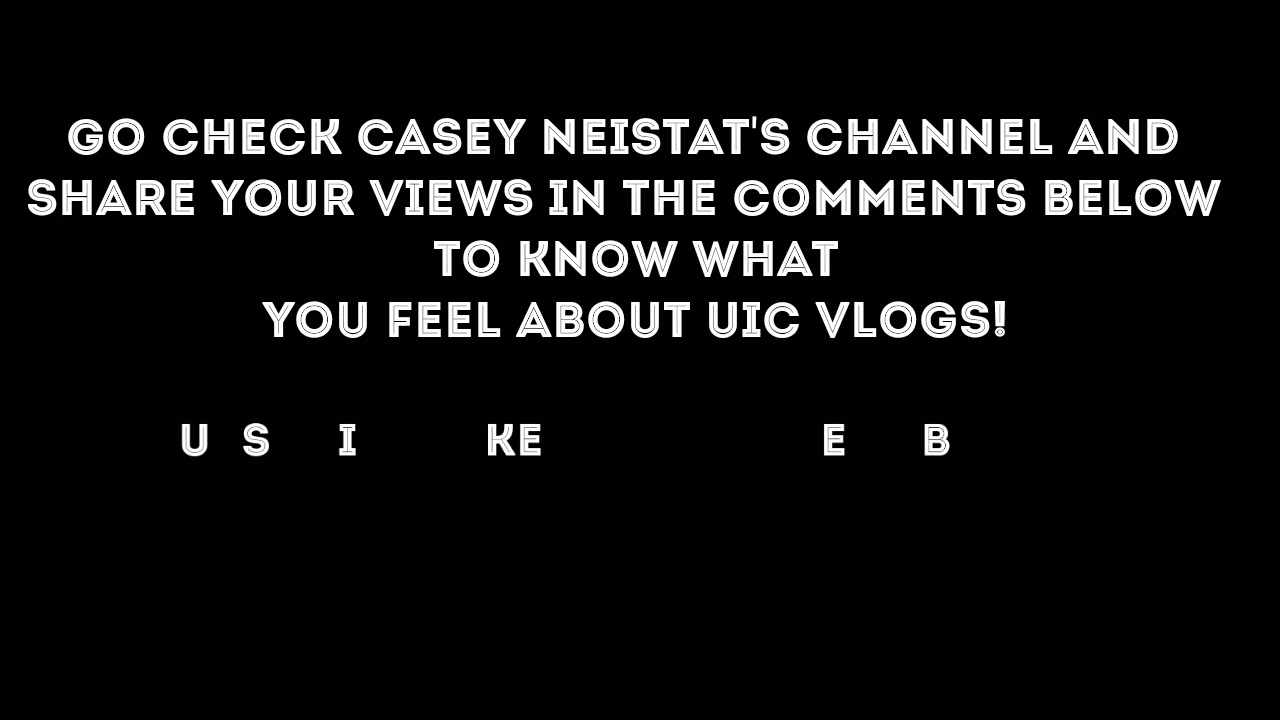 GO CHECK CASEY NEISTAT'S CHANNEL AND
SHARE YOUR VIEWS IN THE COMMENTS BELOW
TO KNOW WHAT
YOU FEEL ABOUT UIC VLOGS!
U S I KE E B